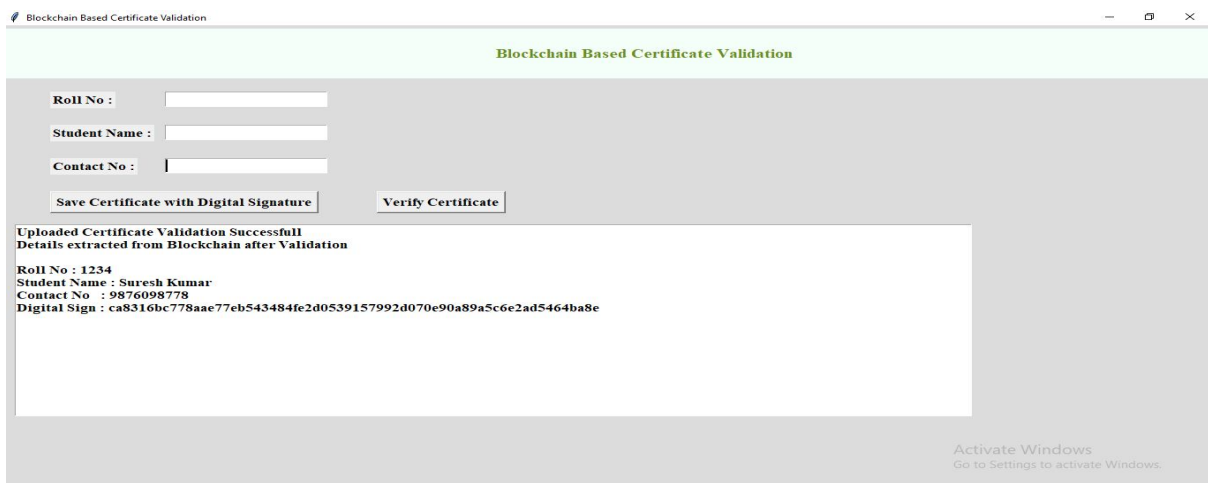 Blockchain Based Certificate Validation
Blockchain Based Certificate Validation
Roll No :
Student Name :
Contact No :
Save Certificate with Digital Signature Verify Certificate
Uploaded Certificate Validation Successfull
Details extracted from Blockchain after Validation
Roll No : 1234
Student Name : Suresh Kumar
Contact No : 9876098778
Digital Sign : ca8316bc778aae77eb543484fe2d0539157992d070e90a89a5c6e2ad5464ba8e
Activate Windows
Go to Settings to activate Windows.